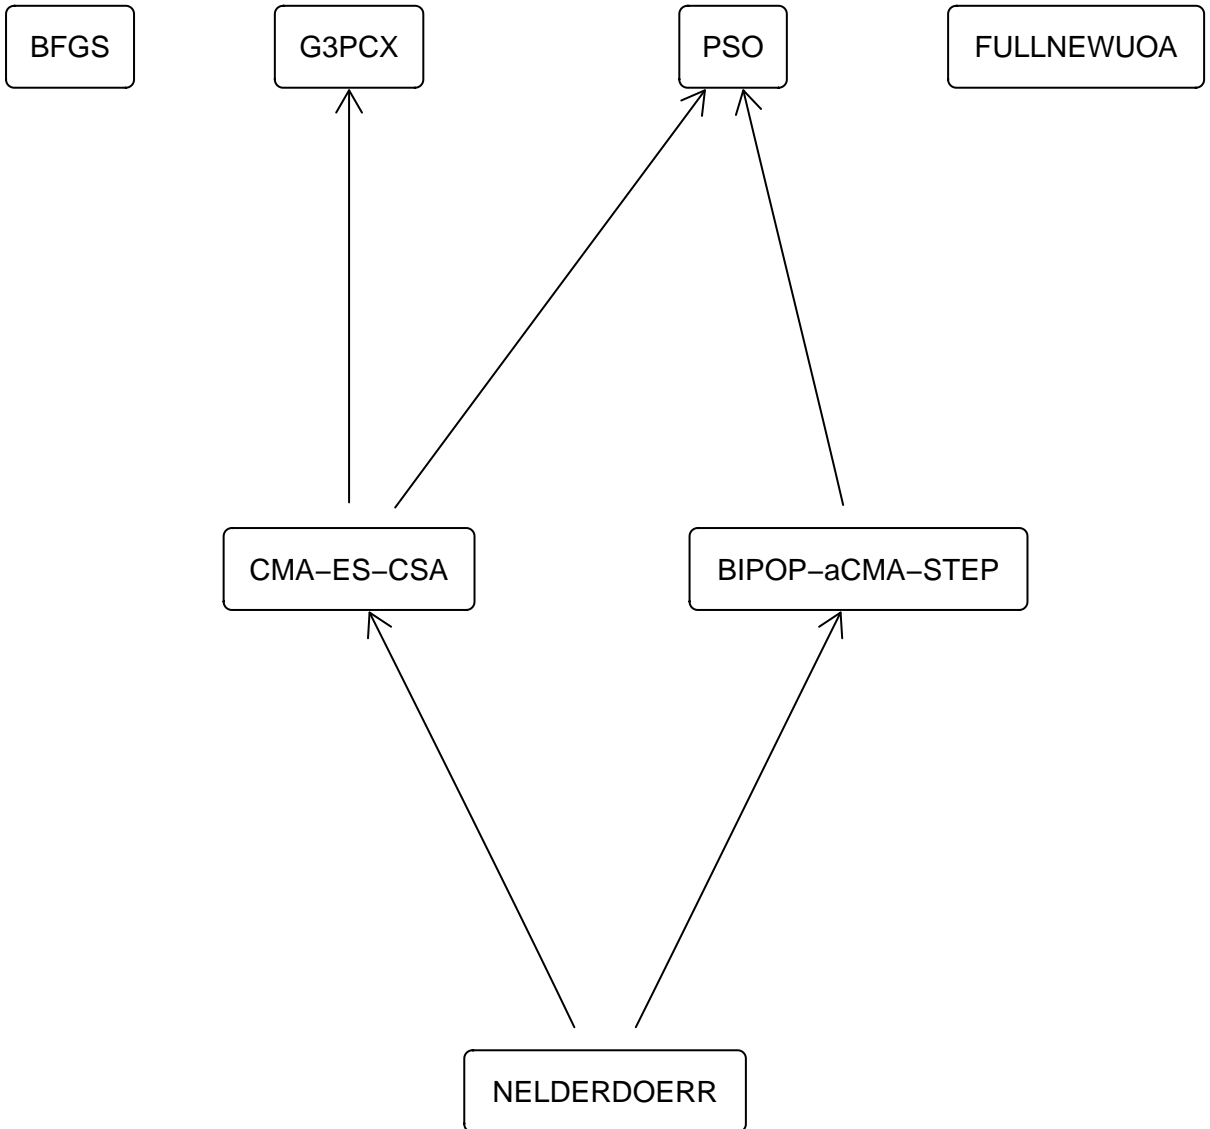 BFGS
G3PCX
PSO
FULLNEWUOA
CMA−ES−CSA
BIPOP−aCMA−STEP
NELDERDOERR